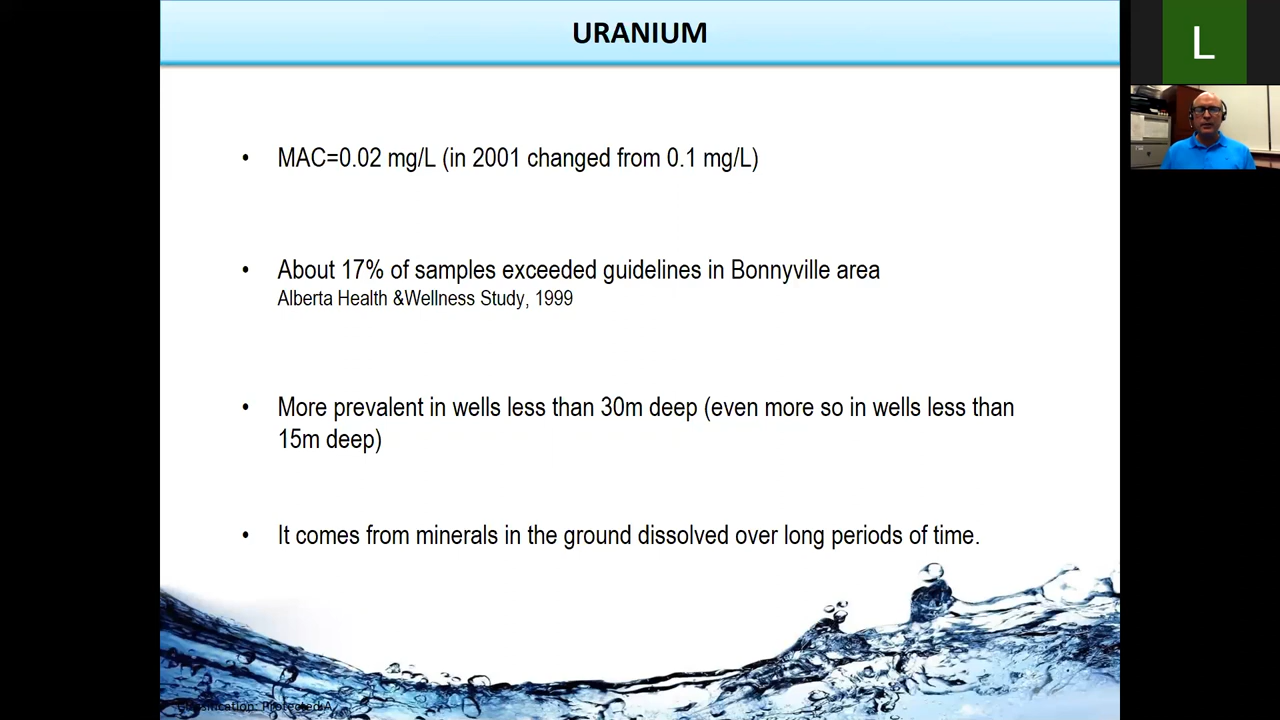 URANIUM
L
• MAC=0.02 mg/L (in 2001 changed from 0.1 mg/L)
• About 17% of samples exceeded guidelines in Bonnyville area
Alberta Health &Wellness Study, 1999
• More prevalent in wells less than 30m deep (even more so in wells less than
15m deep)
• It comes from minerals in the ground dissolved over long periods of time.
Classification: Protected A